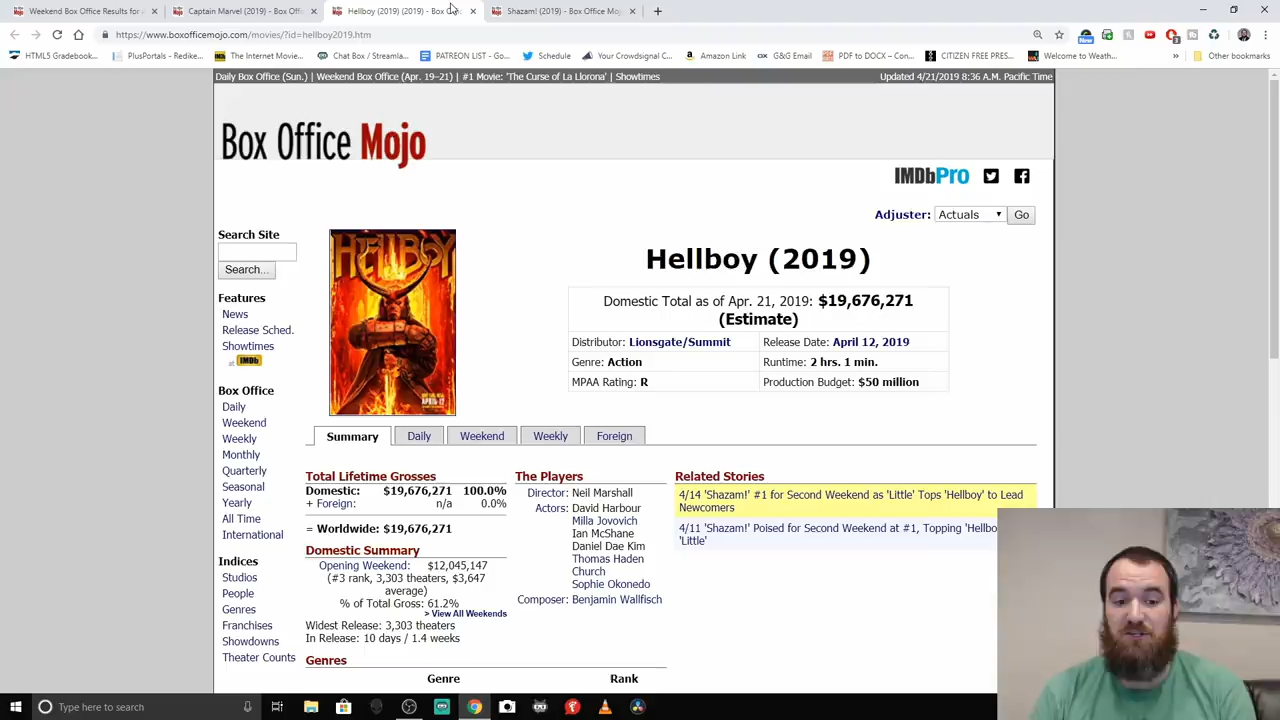 Weekend Box Office Results for A
Captain Marvel (2019) - Box Offi
Hellboy (2019) (2019) - Box O
Shazam! (2019) - Box Office Moj
https://www.boxofficemojo.com/movies/?id=hellboy2019.htm
HTML5 Gradebook...
PlusPortals - Redike...
The Internet Movie...
Chat Box / Streamla...
PATREON LIST - Go...
Schedule
Your Crowdsignal C...
Amazon Link
G&G Email
PDF to DOCX – Con...
CITIZEN FREE PRES...
Welcome to Weath...
Other bookmarks
Daily Box Office (Sun.) | Weekend Box Office (Apr. 19–21) | #1 Movie: 'The Curse of La Llorona' | Showtimes
Updated 4/21/2019 8:36 A.M. Pacific Time
Box Office Mojo
IMDbPro
Adjuster: Actuals Go
Search Site
Search...
Features
News
Release Sched.
Showtimes
at IMDb
Box Office
Daily
Weekend
Weekly
Monthly
Quarterly
Seasonal
Yearly
All Time
International
Indices
Studios
People
Genres
Franchises
Showdowns
Theater Counts
HELLBOY
APRIL 12
Hellboy (2019)
Domestic Total as of Apr. 21, 2019: $19,676,271
(Estimate)
Distributor: Lionsgate/Summit
Release Date: April 12, 2019
Genre: Action
Runtime: 2 hrs. 1 min.
MPAA Rating: R
Production Budget: $50 million
Summary Daily Weekend Weekly Foreign
Total Lifetime Grosses
Domestic: $19,676,271 100.0%
+ Foreign: n/a 0.0%
= Worldwide: $19,676,271
Domestic Summary
Opening Weekend: $12,045,147
(#3 rank, 3,303 theaters, $3,647
average)
% of Total Gross: 61.2%
> View All Weekends
Widest Release: 3,303 theaters
In Release: 10 days / 1.4 weeks
Genres
Genre Rank
The Players
Director: Neil Marshall
Actors: David Harbour
Milla Jovovich
Ian McShane
Daniel Dae Kim
Thomas Haden
Church
Sophie Okonedo
Composer: Benjamin Wallfisch
Related Stories
4/14 'Shazam!' #1 for Second Weekend as 'Little' Tops 'Hellboy' to Lead
Newcomers
4/11 'Shazam!' Poised for Second Weekend at #1, Topping 'Hellbo
'Little'
Type here to search